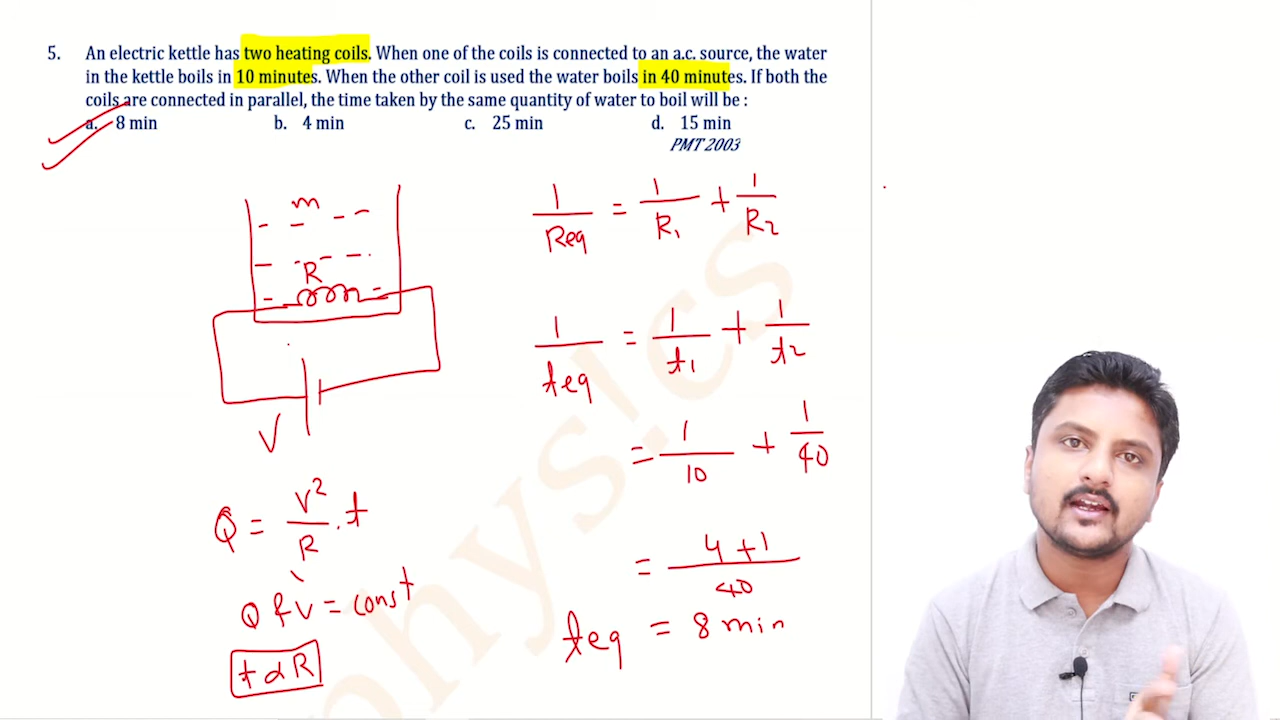 5. An electric kettle has two heating coils. When one of the coils is connected to an a.c. source, the water
in the kettle boils in 10 minutes. When the other coil is used the water boils in 40 minutes. If both the
coils are connected in parallel, the time taken by the same quantity of water to boil will be :
a. 8 min b. 4 min c. 25 min d. 15 min
PMT 2003
m
R
V
Q = V²/R . t
Q & V = const
t α R
1/Req = 1/R₁ + 1/R₂
1/teq = 1/t₁ + 1/t₂
= 1/10 + 1/40
= 4+1/40
teq = 8 min
phys!cs